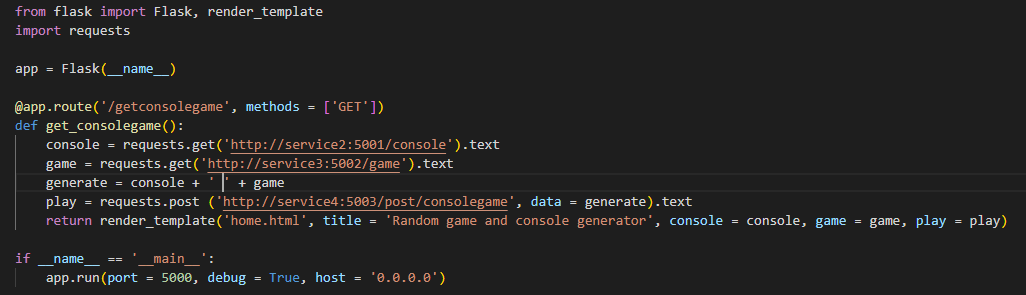 from flask import Flask, render_template
import requests

app = Flask(__name__)

@app.route('/getconsolegame', methods = ['GET'])
def get_consolegame():
    console = requests.get('http://service2:5001/console').text
    game = requests.get('http://service3:5002/game').text
    generate = console + ' ' + game
    play = requests.post ('http://service4:5003/post/consolegame', data = generate).text
    return render_template('home.html', title = 'Random game and console generator', console = console, game = game, play = play)

if __name__ == '__main__':
    app.run(port = 5000, debug = True, host = '0.0.0.0')